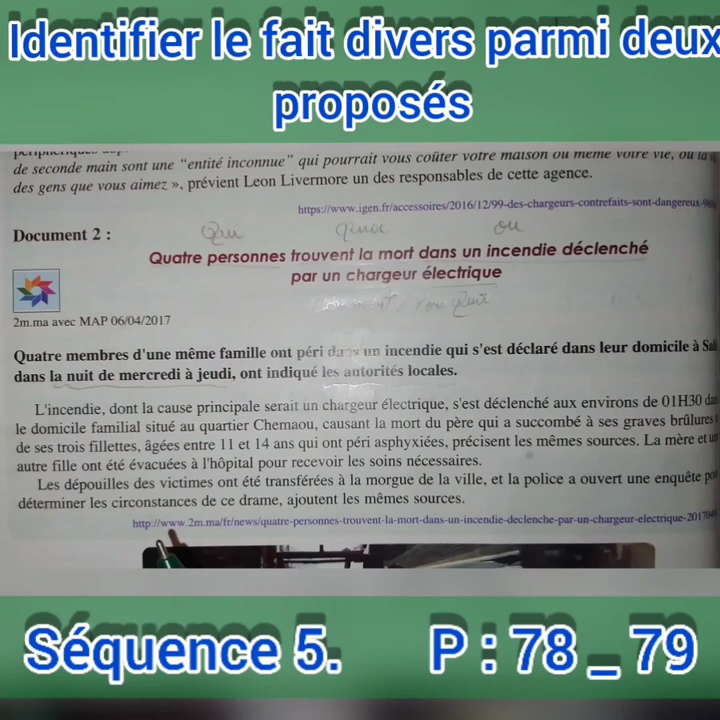 Identifier le fait divers parmi deux
proposés
de seconde main sont une "entité inconnue" qui pourrait vous coûter votre maison ou même votre vie, ou la
des gens que vous aimez », prévient Leon Livermore un des responsables de cette agence.
https://www.igen.fr/accessoires/2016/12/99-des-chargeurs-contrefaits-sont-dangereux-98
Qui quoi ou
Document 2 :
Quatre personnes trouvent la mort dans un incendie déclenché
par un chargeur électrique
2m.ma avec MAP 06/04/2017
Quatre membres d'une même famille ont péri dans un incendie qui s'est déclaré dans leur domicile à
dans la nuit de mercredi à jeudi, ont indiqué les autorités locales.
L'incendie, dont la cause principale serait un chargeur électrique, s'est déclenché aux environs de 01H30
le domicile familial situé au quartier Chemaou, causant la mort du père qui a succombé à ses graves brûlures
de ses trois fillettes, âgées entre 11 et 14 ans qui ont péri asphyxiées, précisent les mêmes sources. La mère et
autre fille ont été évacuées à l'hôpital pour recevoir les soins nécessaires.
Les dépouilles des victimes ont été transférées à la morgue de la ville, et la police a ouvert une enquête
déterminer les circonstances de ce drame, ajoutent les mêmes sources.
http://www.2m.ma/fr/news/quatre-personnes-trouvent-la-mort-dans-un-incendie-declenche-par-un-chargeur-electrique-20170
Séquence 5. P : 78 _ 79